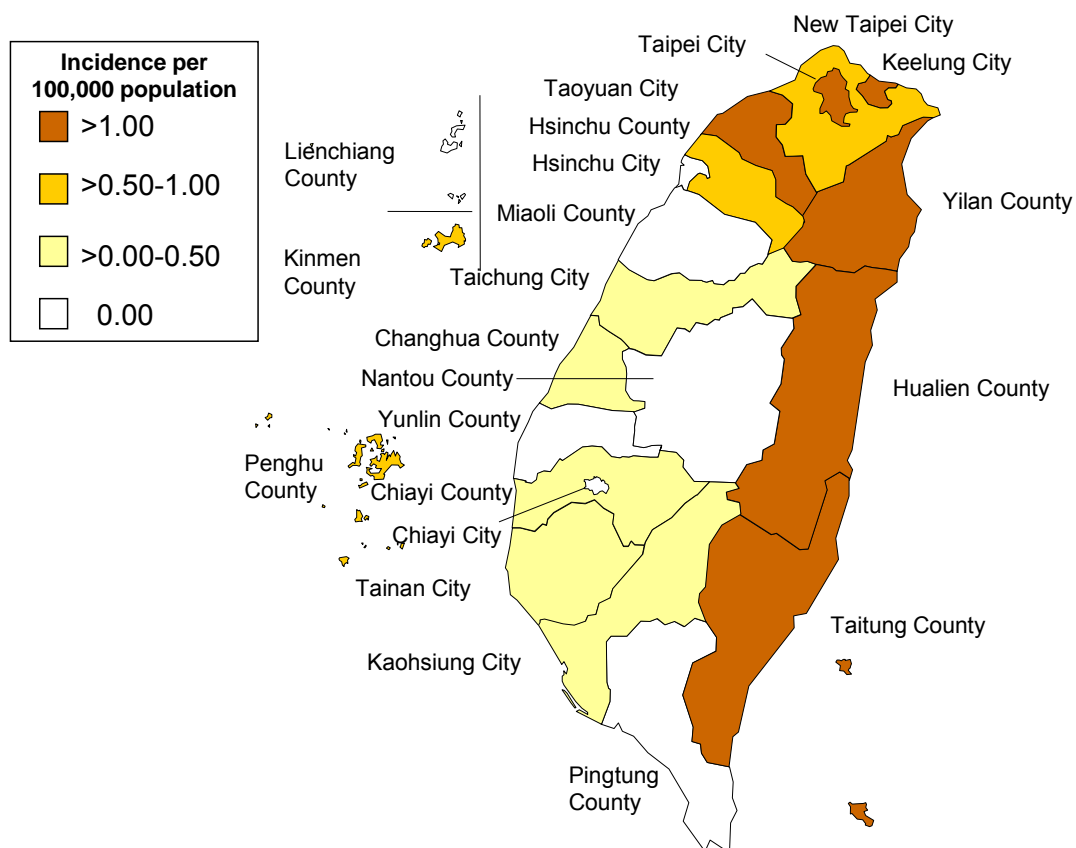 Incidence per
100,000 population
>1.00
>0.50-1.00
>0.00-0.50
0.00
New Taipei City
Taipei City
Keelung City
Taoyuan City
Hsinchu County
Lienchiang
County
Hsinchu City
Yilan County
Miaoli County
Kinmen
County
Taichung City
Changhua County
Nantou County
Hualien County
Yunlin County
Penghu
County
Chiayi County
Chiayi City
Tainan City
Taitung County
Kaohsiung City
Pingtung
County